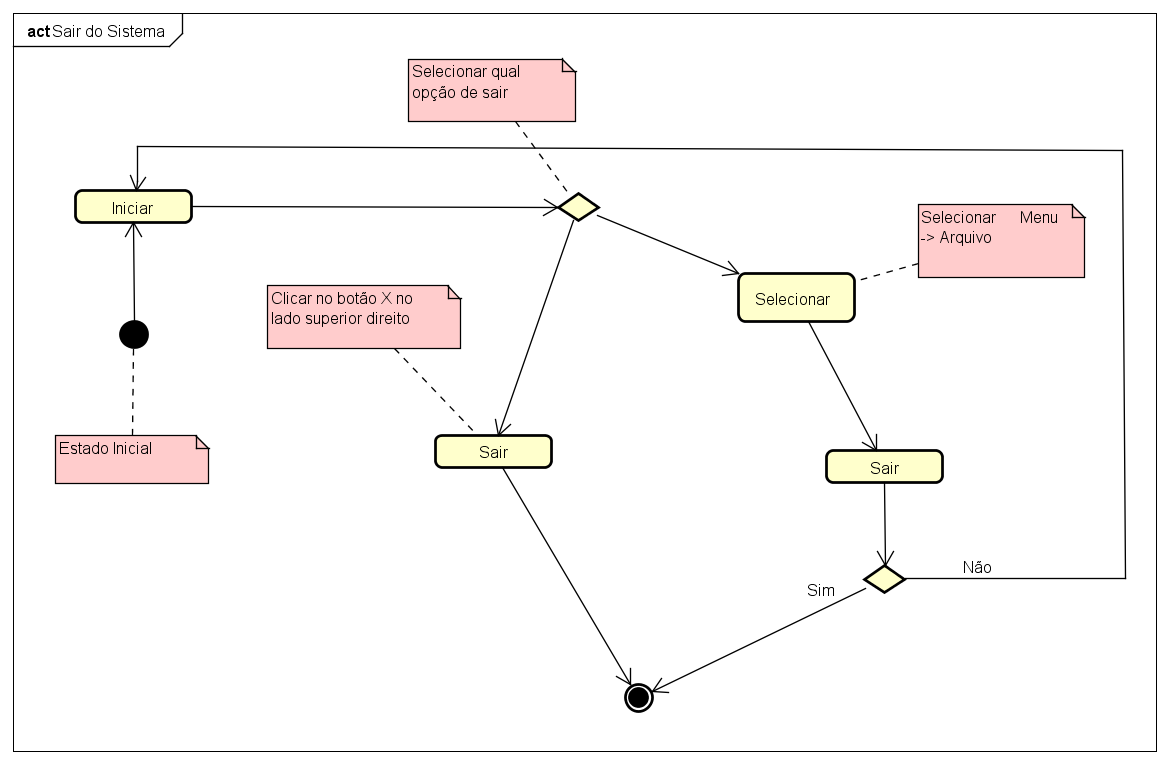 act Sair do Sistema
Selecionar qual
opção de sair
Iniciar
Selecionar Menu
-> Arquivo
Selecionar
Clicar no botão X no
lado superior direito
Estado Inicial
Sair
Sair
Não
Sim